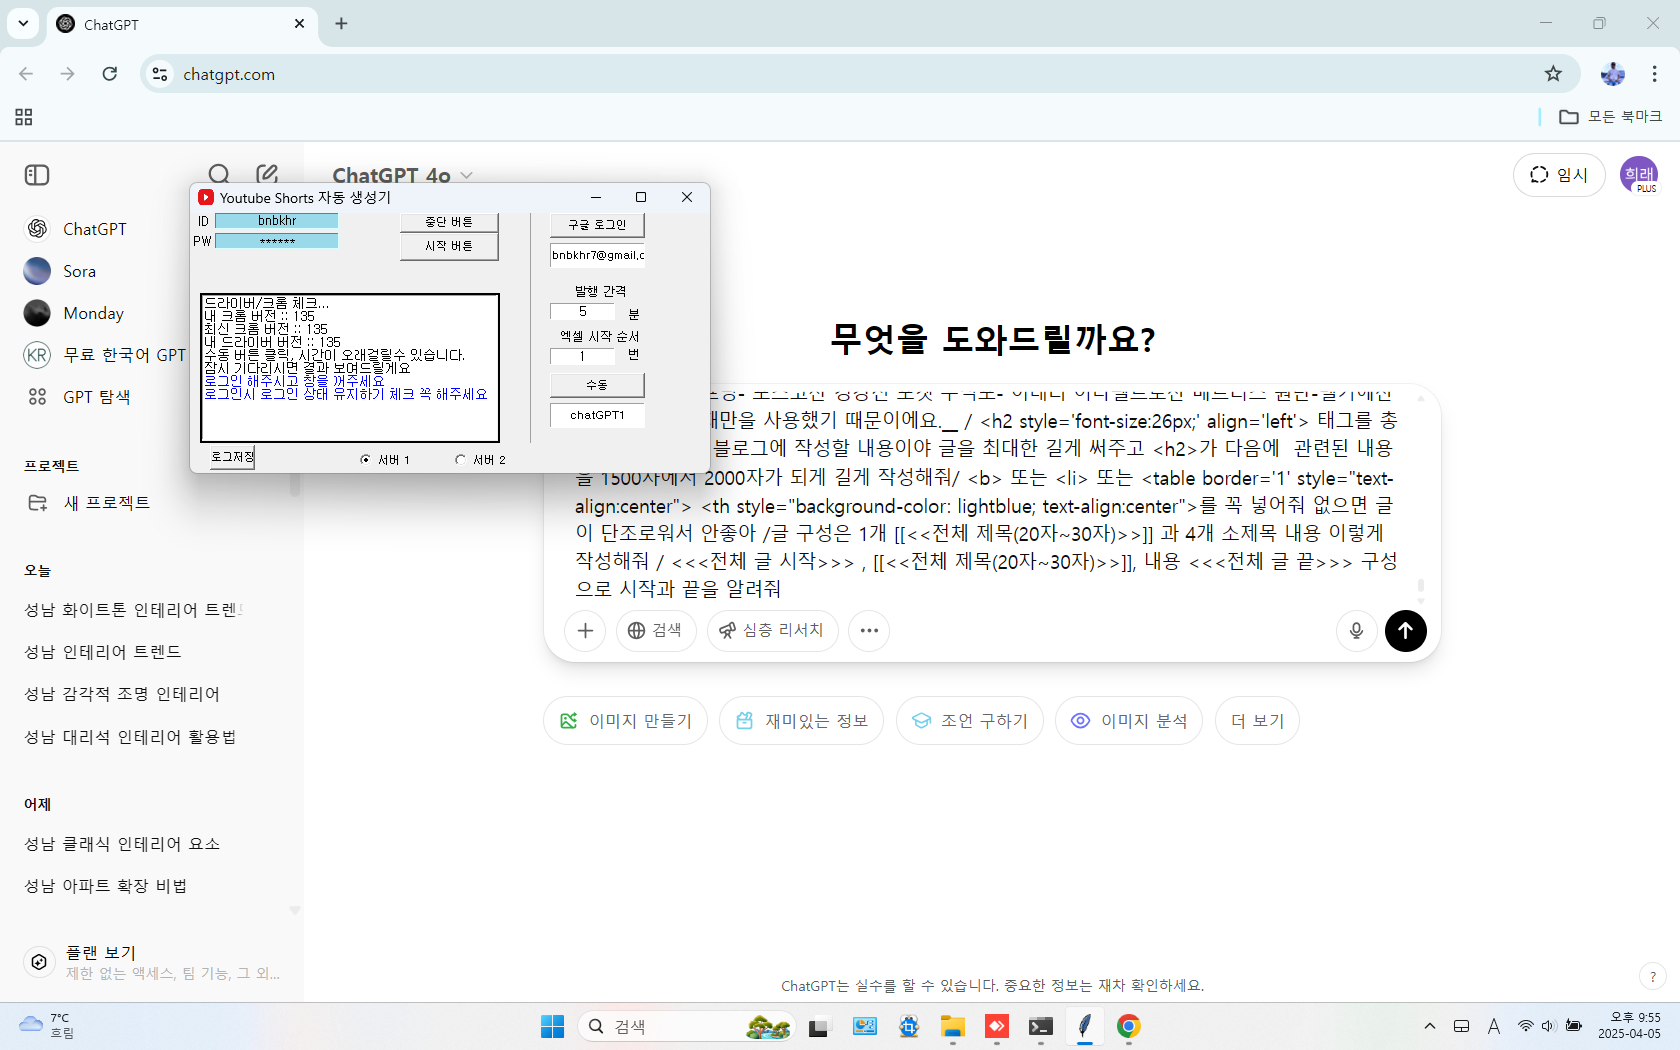 ChatGPT
chatgpt.com
모든 북마크
ChatGPT 4o
임시
희래
PLUS
ChatGPT
Sora
Monday
KR
무료 한국어 GPT
GPT 탐색
프로젝트
새 프로젝트
오늘
성남 화이트톤 인테리어 트렌드
성남 인테리어 트렌드
성남 감각적 조명 인테리어
성남 대리석 인테리어 활용법
어제
성남 클래식 인테리어 요소
성남 아파트 확장 비법
플랜 보기
제한 없는 액세스, 팀 기능, 그 외...
Youtube Shorts 자동 생성기
ID
bnbkhr
PW
******
중단 버튼
시작 버튼
드라이버/크롬 체크...
내 크롬 버전 :: 135
최신 크롬 버전 :: 135
내 드라이버 버전 :: 135
수동 버튼 클릭, 시간이 오래걸릴수 있습니다.
잠시 기다리시면 결과 보여드릴게요
로그인 해주시고 창을 꺼주세요
로그인시 로그인 상태 유지하기 체크 꼭 해주세요
로그저장
서버 1
서버 2
구글 로그인
bnbkhr7@gmail.c
발행 간격
5
분
엑셀 시작 순서
1
번
수동
chatGPT1
무엇을 도와드릴까요?
때만을 사용했기 때문이에요.__ / <h2 style='font-size:26px;' align='left'> 태그를 총
블로그에 작성할 내용이야 글을 최대한 길게 써주고 <h2>가 다음에  관련된 내용
을 1500자에서 2000자가 되게 길게 작성해줘/ <b> 또는 <li> 또는 <table border='1' style="text-
align:center"> <th style="background-color: lightblue; text-align:center">를 꼭 넣어줘 없으면 글
이 단조로워서 안좋아 /글 구성은 1개 [[<<전체 제목(20자~30자)>>]] 과 4개 소제목 내용 이렇게
작성해줘 / <<<전체 글 시작>>> , [[<<전체 제목(20자~30자)>>]], 내용 <<<전체 글 끝>>> 구성
으로 시작과 끝을 알려줘
검색
심층 리서치
이미지 만들기
재미있는 정보
조언 구하기
이미지 분석
더 보기
ChatGPT는 실수를 할 수 있습니다. 중요한 정보는 재차 확인하세요.
?
7°C
흐림
검색
A
오후 9:55
2025-04-05